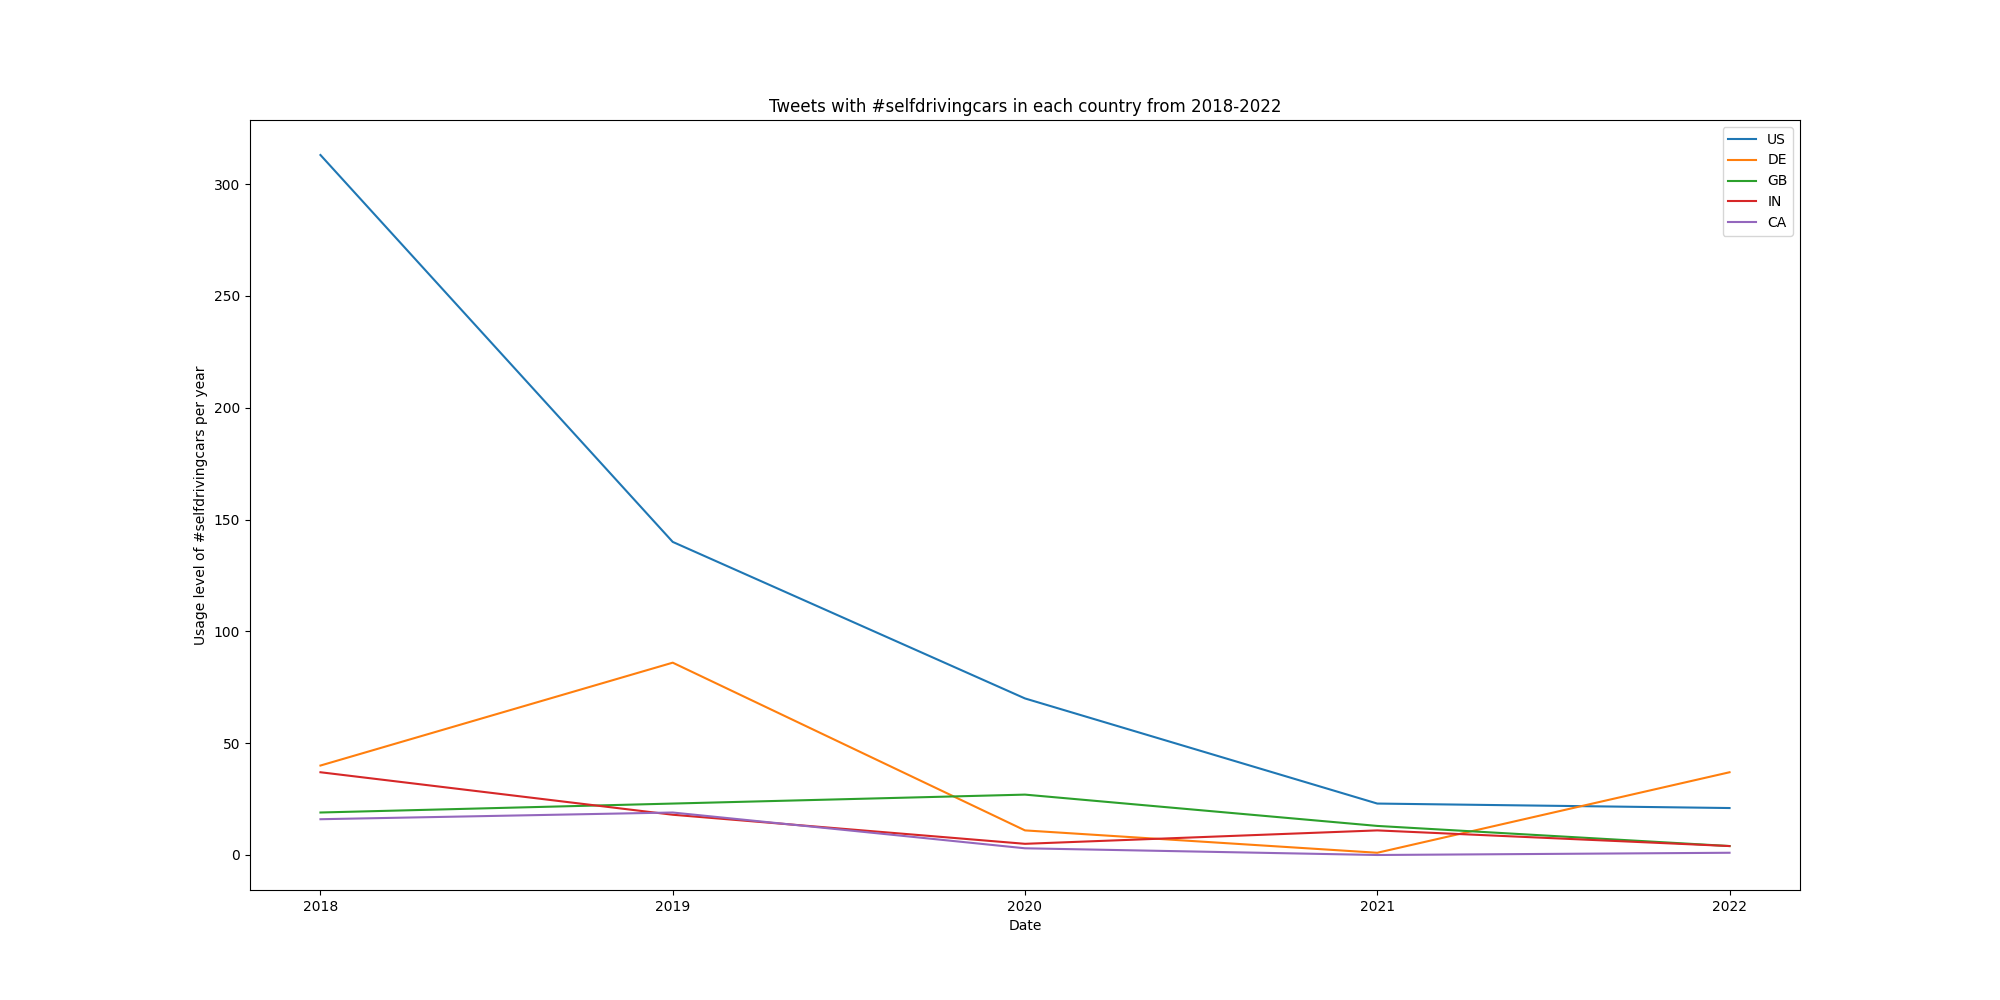 Tweets with #selfdrivingcars in each country from 2018-2022
US
DE
GB
IN
CA
Usage level of #selfdrivingcars per year
300
250
200
150
100
50
0
2018 2019 2020 2021 2022
Date